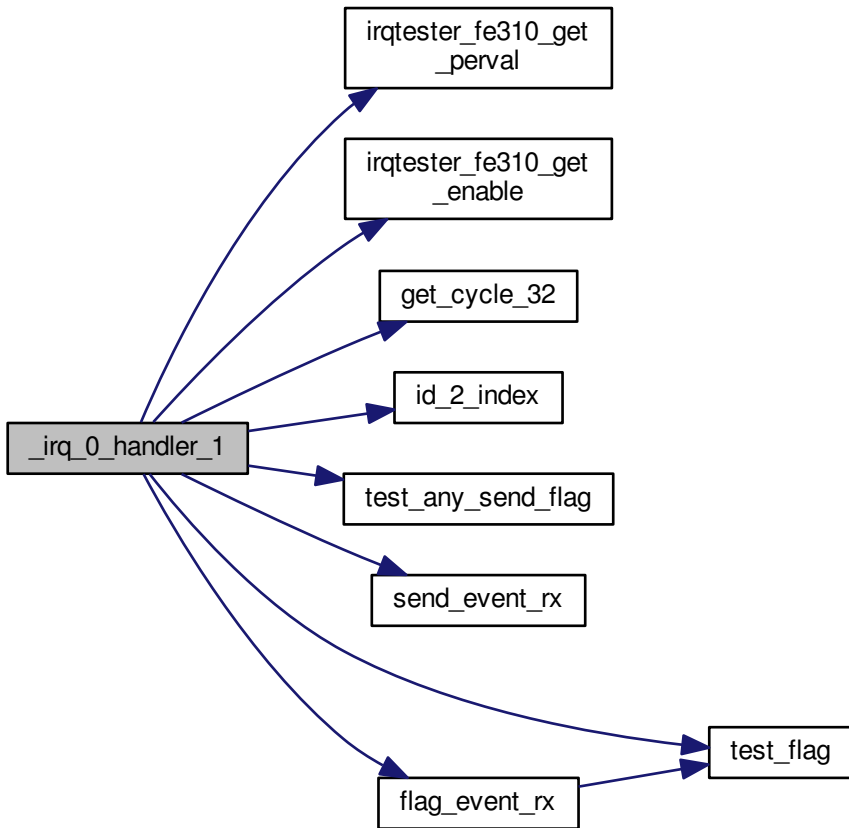 irqtester_fe310_get
_perval
irqtester_fe310_get
_enable
get_cycle_32
id_2_index
_irq_0_handler_1
test_any_send_flag
send_event_rx
test_flag
flag_event_rx